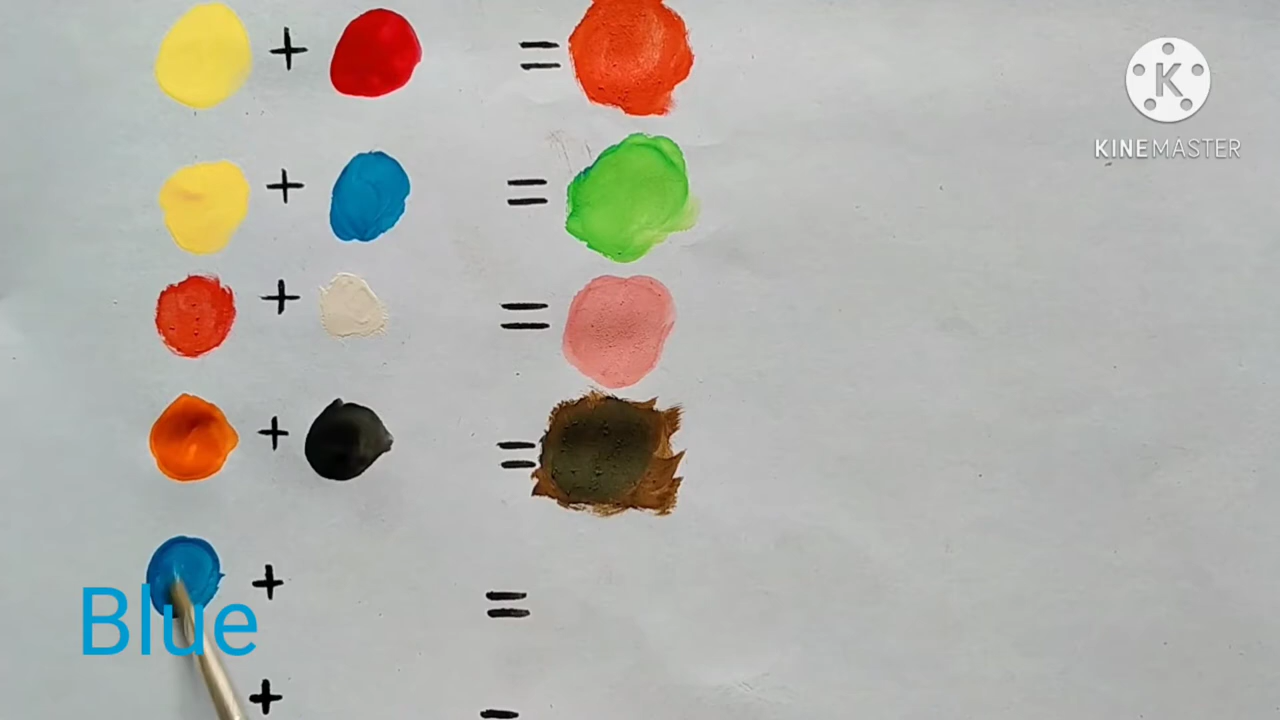 + =
+ =
+ =
+ =
+ =
Blue
+
K
KINEMASTER